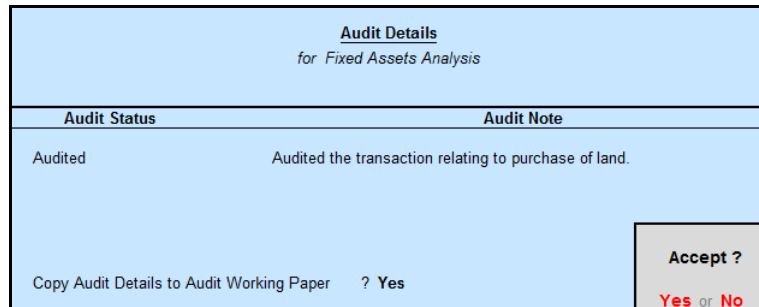 Audit Details
for Fixed Assets Analysis
Audit Status Audit Note
Audited Audited the transaction relating to purchase of land.
Accept ?
Copy Audit Details to Audit Working Paper ? Yes
Yes or No